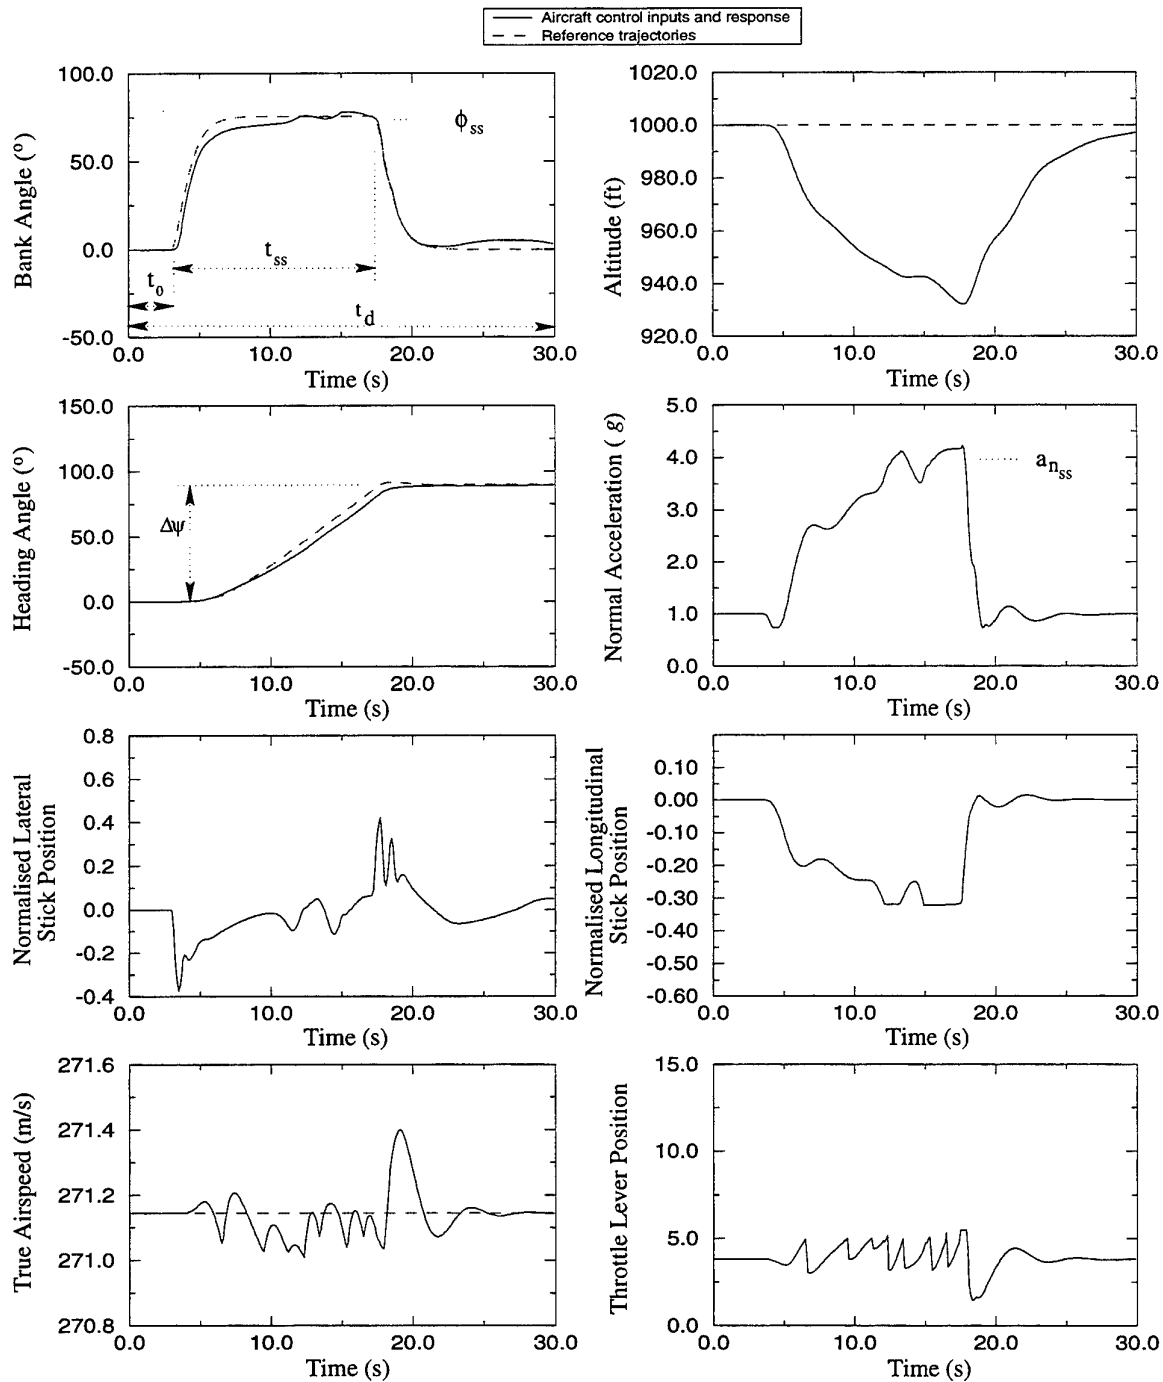 Aircraft control inputs and response
Reference trajectories
100.0
50.0
0.0
-50.0
0.0
10.0
20.0
30.0
Bank Angle (º)
Time (s)
ϕss
tss
t0
td
1020.0
1000.0
980.0
960.0
940.0
920.0
0.0
10.0
20.0
30.0
Altitude (ft)
Time (s)
150.0
100.0
50.0
0.0
-50.0
0.0
10.0
20.0
30.0
Heading Angle (º)
Time (s)
Δψ
5.0
4.0
3.0
2.0
1.0
0.0
0.0
10.0
20.0
30.0
Normal Acceleration ( g)
Time (s)
anss
0.8
0.6
0.4
0.2
0.0
-0.2
-0.4
0.0
10.0
20.0
30.0
Normalised Lateral
Stick Position
Time (s)
0.10
0.00
-0.10
-0.20
-0.30
-0.40
-0.50
-0.60
0.0
10.0
20.0
30.0
Normalised Longitudinal
Stick Position
Time (s)
271.6
271.4
271.2
271.0
270.8
0.0
10.0
20.0
30.0
True Airspeed (m/s)
Time (s)
15.0
10.0
5.0
0.0
0.0
10.0
20.0
30.0
Throttle Lever Position
Time (s)